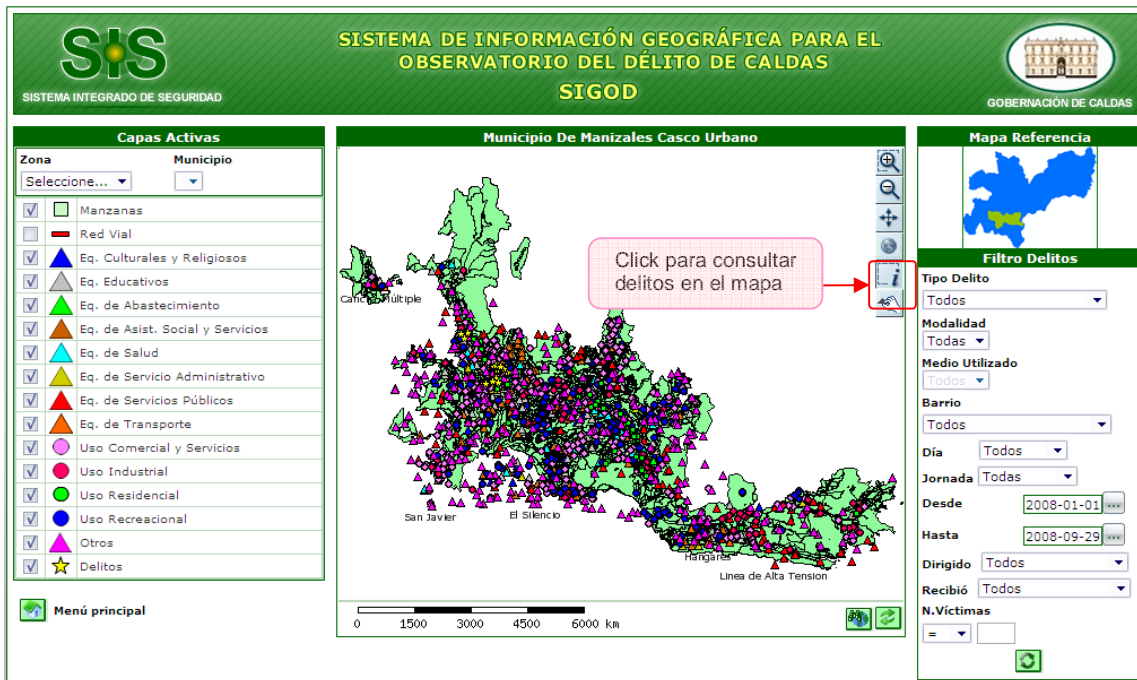 SIS
SISTEMA INTEGRADO DE SEGURIDAD
SISTEMA DE INFORMACIÓN GEOGRÁFICA PARA EL
OBSERVATORIO DEL DÉLITO DE CALDAS
SIGOD
GOBERNACIÓN DE CALDAS
Capas Activas
Zona Municipio
Seleccione...
Manzanas
Red Vial
Eq. Culturales y Religiosos
Eq. Educativos
Eq. de Abastecimiento
Eq. de Asist. Social y Servicios
Eq. de Salud
Eq. de Servicio Administrativo
Eq. de Servicios Públicos
Eq. de Transporte
Uso Comercial y Servicios
Uso Industrial
Uso Residencial
Uso Recreacional
Otros
Delitos
Menú principal
Municipio De Manizales Casco Urbano
Click para consultar
delitos en el mapa
i
San Javier
El Silencio
Hangares
Linea de Alta Tension
0 1500 3000 4500 6000 km
Mapa Referencia
Filtro Delitos
Tipo Delito
Todos
Modalidad
Todas
Medio Utilizado
Todos
Barrio
Todos
Día Todos
Jornada Todas
Desde 2008-01-01 ...
Hasta 2008-09-29 ...
Dirigido Todos
Recibió Todos
N.Víctimas
=